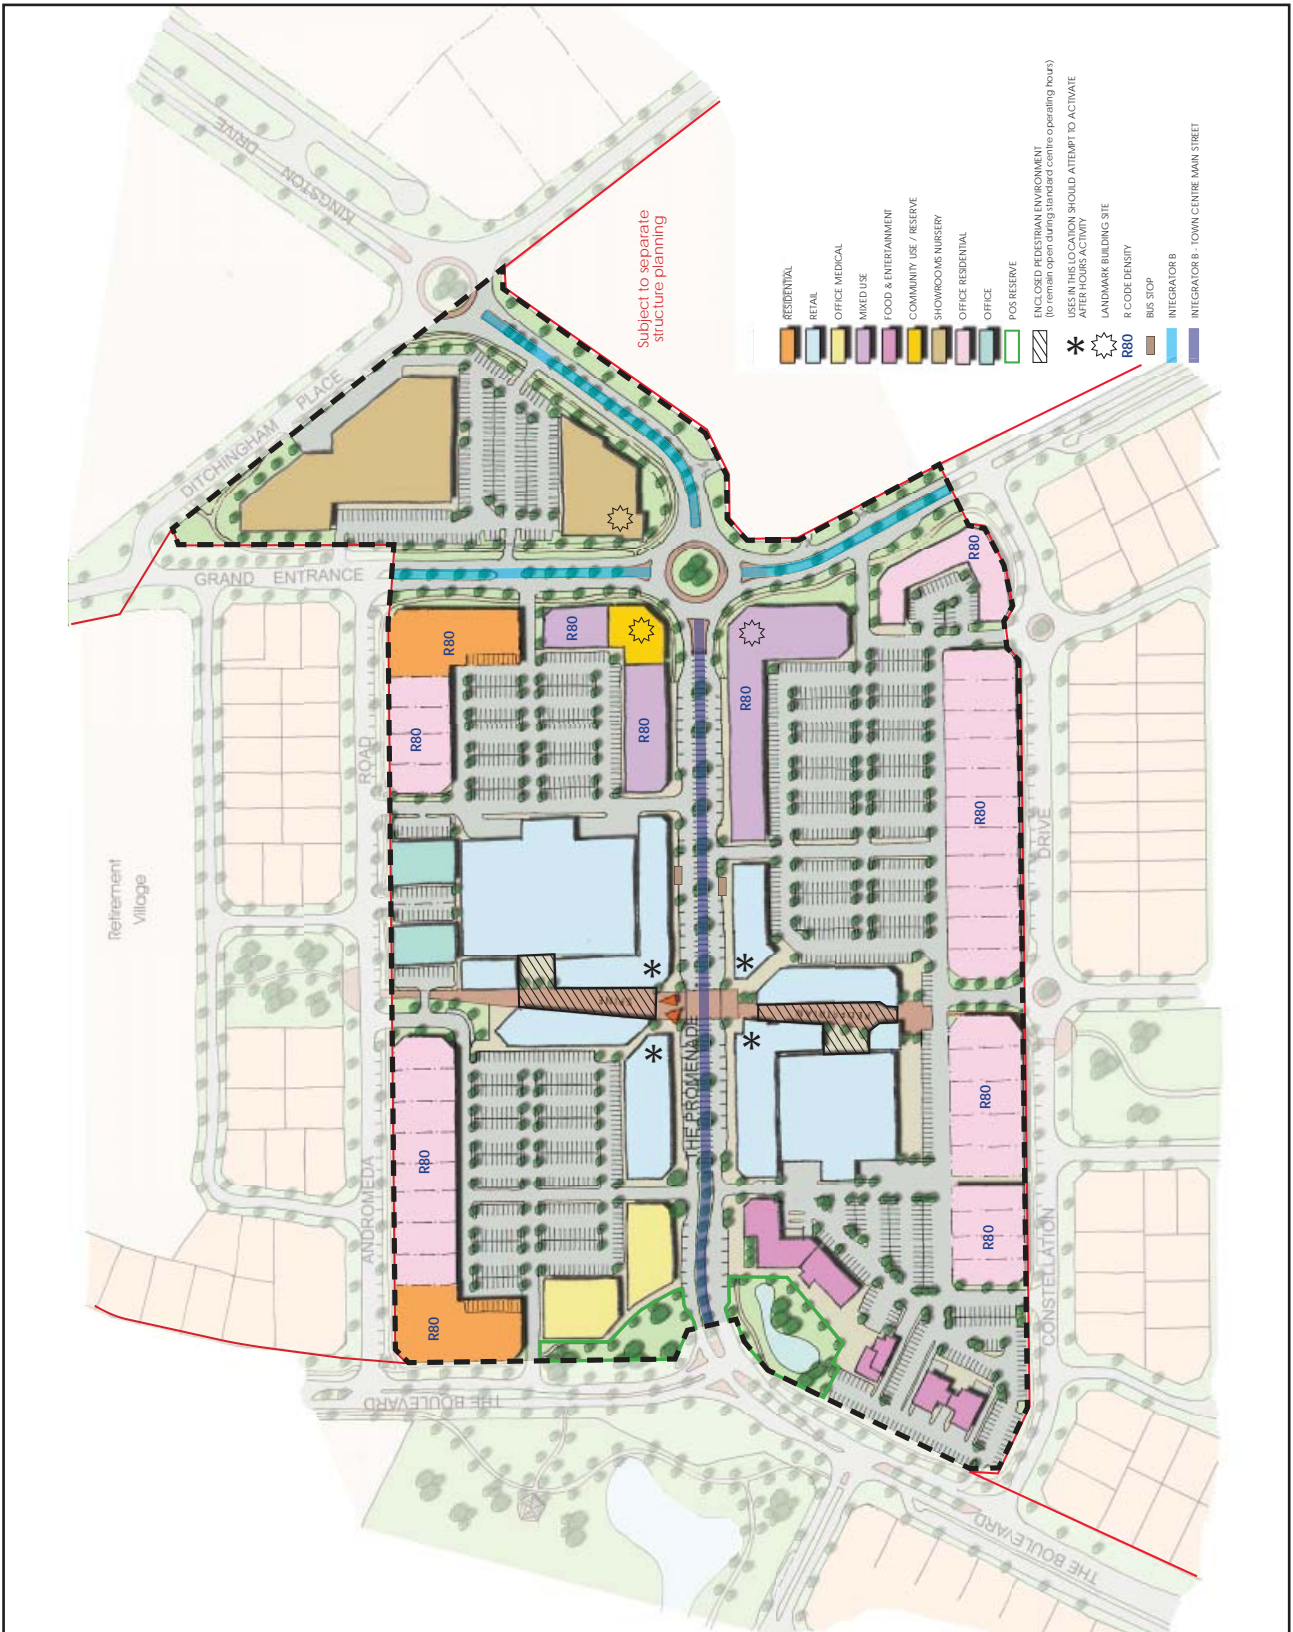 KINGSTON
DRIVE
DITCHINGHAM
PLACE
Subject to separate
structure planning
RESIDENTIAL
RETAIL
OFFICE MEDICAL
MIXED USE
FOOD & ENTERTAINMENT
COMMUNITY USE / RESERVE
SHOWROOMS NURSERY
OFFICE RESIDENTIAL
OFFICE
POS RESERVE
ENCLOSED PEDESTRIAN ENVIRONMENT
(to remain open during standard centre operating hours)
* USES IN THIS LOCATION SHOULD ATTEMPT TO ACTIVATE
AFTER HOURS ACTIVITY
LANDMARK BUILDING SITE
R80 R CODE DENSITY
BUS STOP
INTEGRATOR B
INTEGRATOR B - TOWN CENTRE MAIN STREET
GRAND ENTRANCE
R80
R80
R80
R80
R80
R80
R80
R80
R80
R80
R80
R80
Retirement
Village
ANDROMEDA
ROAD
*
*
*
*
PEDESTRIAN
SPINE
THE PROMENADE
CONSTELLATION
DRIVE
THE BOULEVARD
THE BOULEVARD